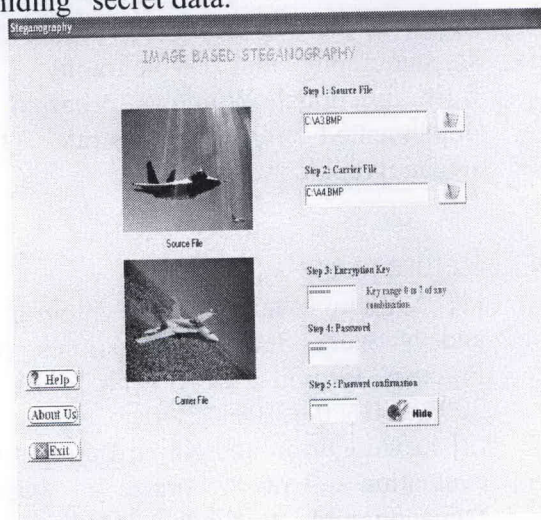 hiding" secret data.
Steganography
IMAGE BASED STEGANOGRAPHY
Step 1: Source File
C:\A3.BMP
Step 2: Carrier File
C:\A4.BMP
Source File
Step 3: Encryption Key
Key range 0 to 7 of any
combination.
Step 4: Password
Step 5 : Password confirmation
Hide
Carrier File
? Help
About Us
Exit